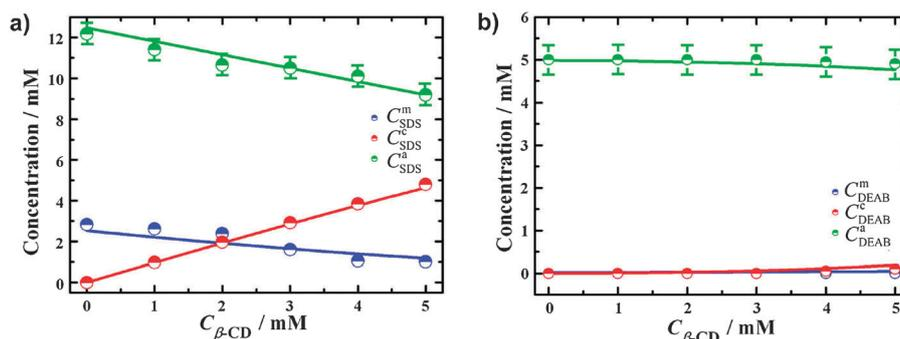 a)
Concentration / mM
12
10
8
6
4
2
0
C^m_SDS
C^c_SDS
C^a_SDS
0 1 2 3 4 5
C_β-CD / mM
b)
Concentration / mM
6
5
4
3
2
1
0
C^m_DEAB
C^c_DEAB
C^a_DEAB
0 1 2 3 4 5
C_β-CD / mM